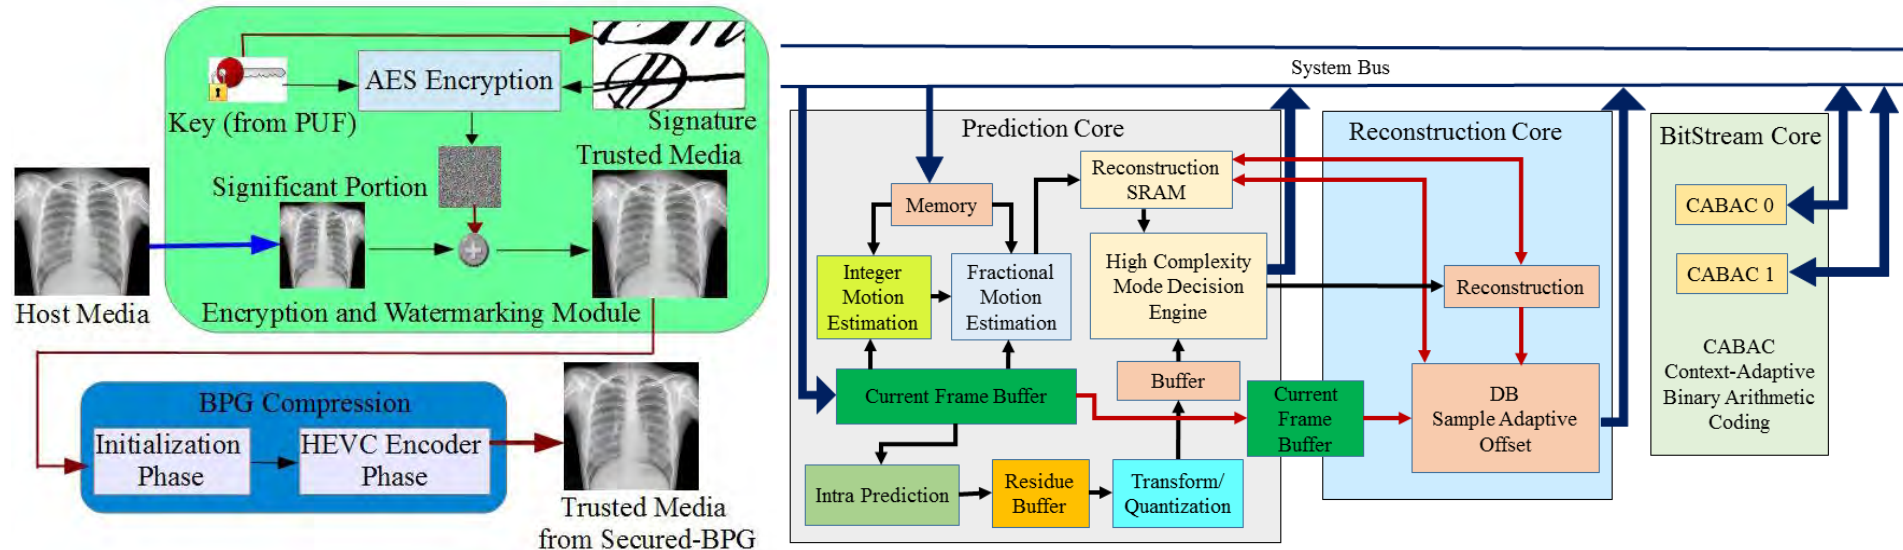 AES Encryption
Key (from PUF)
Signature
Trusted Media
Significant Portion
Host Media
Encryption and Watermarking Module
BPG Compression
Initialization
Phase
HEVC Encoder
Phase
Trusted Media
from Secured-BPG
System Bus
Prediction Core
Reconstruction
SRAM
Memory
Integer
Motion
Estimation
Fractional
Motion
Estimation
High Complexity
Mode Decision
Engine
Current Frame Buffer
Buffer
Intra Prediction
Residue
Buffer
Transform/
Quantization
Current
Frame
Buffer
Reconstruction Core
Reconstruction
DB
Sample Adaptive
Offset
BitStream Core
CABAC 0
CABAC 1
CABAC
Context-Adaptive
Binary Arithmetic
Coding